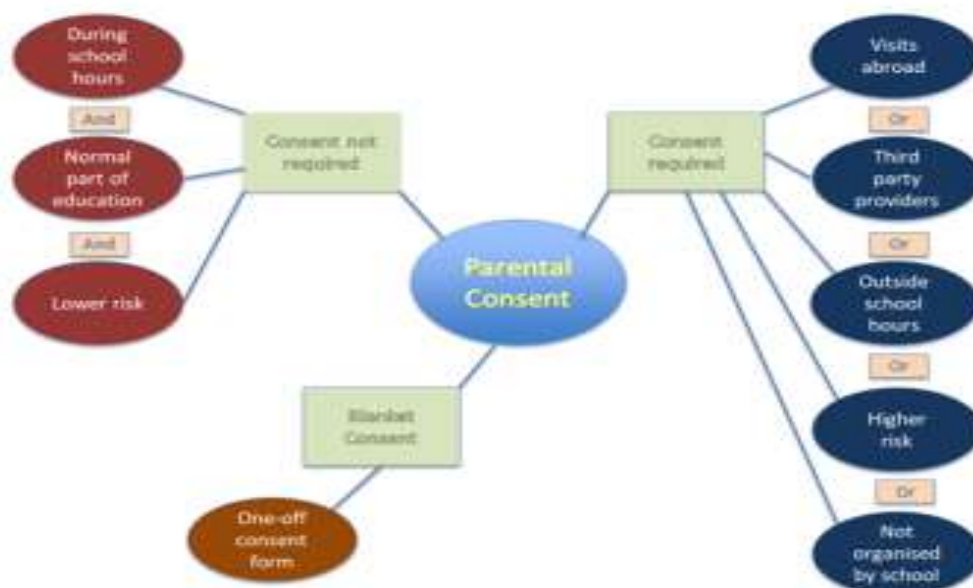 During
school
hours
And
Normal
part of
education
And
Lower risk
Consent not
required
Parental
Consent
Blanket
Consent
One-off
consent
form
Consent
required
Visits
abroad
Or
Third
party
providers
Or
Outside
school
hours
Or
Higher
risk
Or
Not
organised
by school